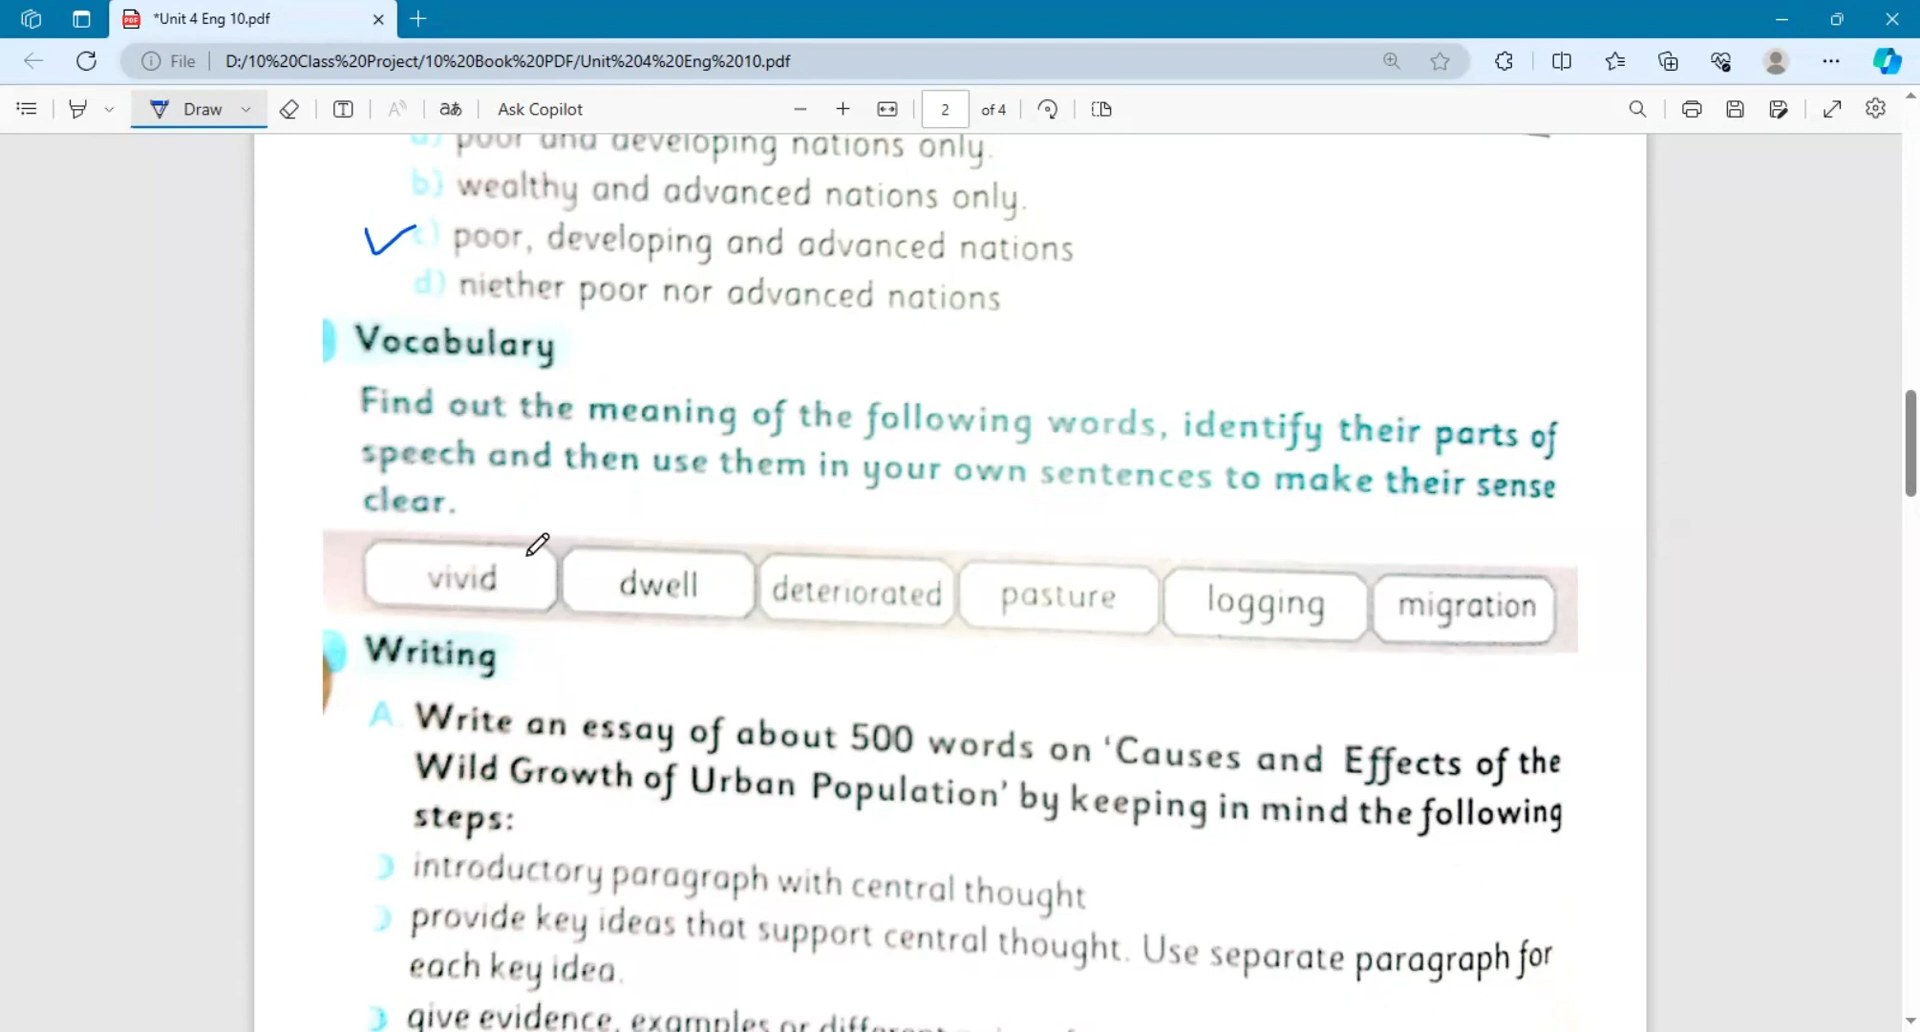 *Unit 4 Eng 10.pdf
File D:/10%20Class%20Project/10%20Book%20PDF/Unit%204%20Eng%2010.pdf
Draw Ask Copilot 2 of 4
a) poor and developing nations only.
b) wealthy and advanced nations only.
c) poor, developing and advanced nations
d) niether poor nor advanced nations
Vocabulary
Find out the meaning of the following words, identify their parts of
speech and then use them in your own sentences to make their sense
clear.
vivid dwell deteriorated pasture logging migration
Writing
A. Write an essay of about 500 words on ‘Causes and Effects of the
Wild Growth of Urban Population’ by keeping in mind the following
steps:
introductory paragraph with central thought
provide key ideas that support central thought. Use separate paragraph for
each key idea.
give evidence, examples or different